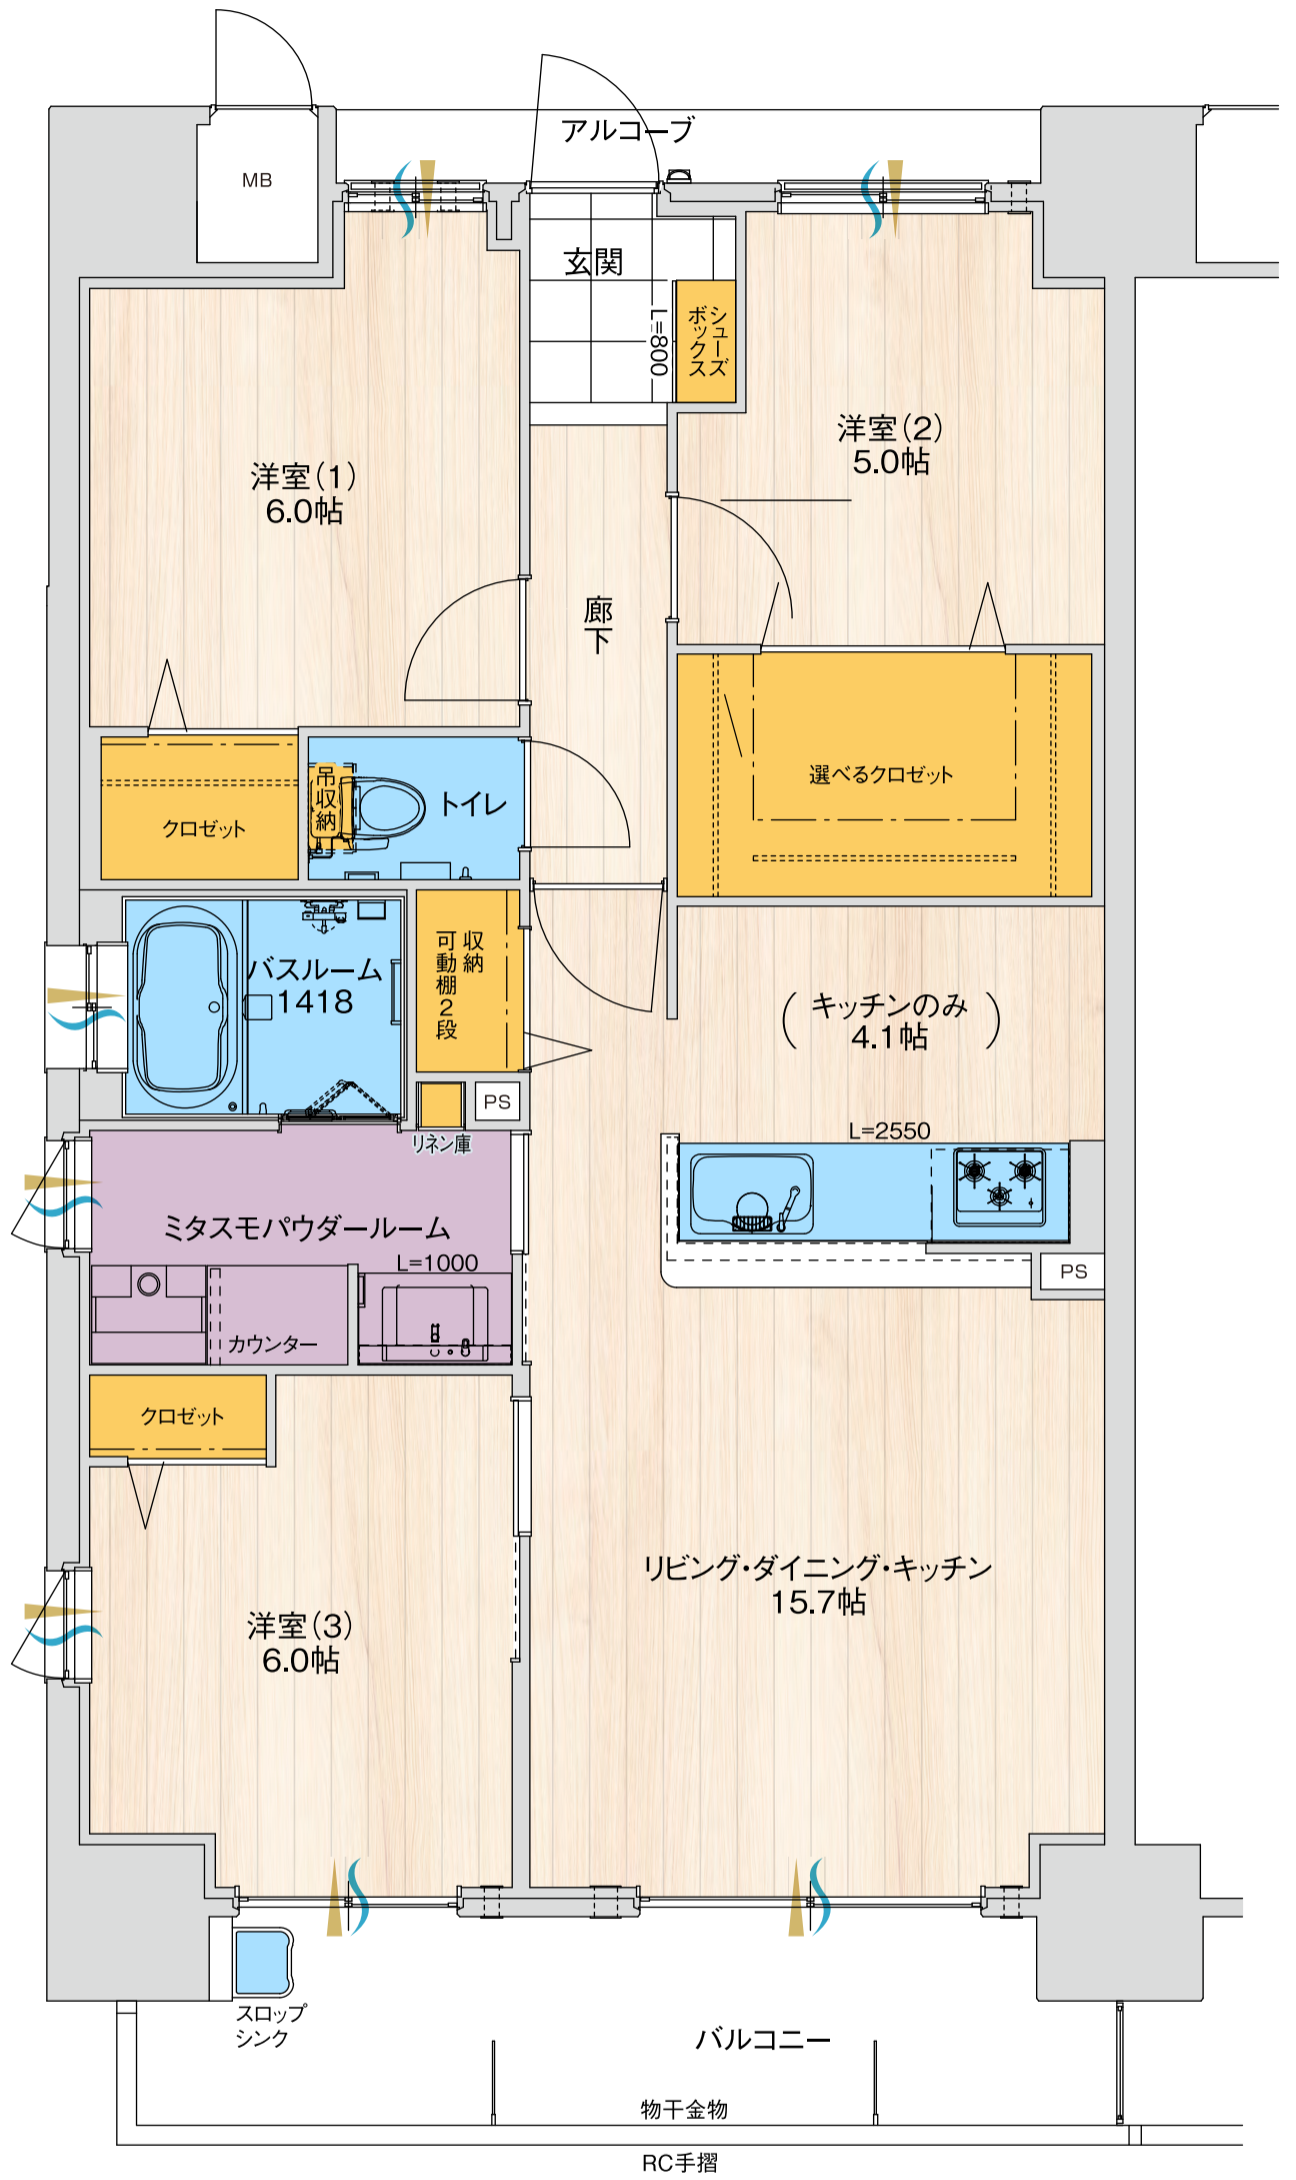 アルコーブ
MB
玄関
シューズ
ボックス
L=800
洋室(2)
5.0帖
洋室(1)
6.0帖
廊下
選べるクロゼット
吊収納
トイレ
クロゼット
収納
可動棚2段
バスルーム
1418
(キッチンのみ)
4.1帖
PS
リネン庫
L=2550
ミタスモパウダールーム
L=1000
PS
カウンター
クロゼット
リビング・ダイニング・キッチン
15.7帖
洋室(3)
6.0帖
スロップ
シンク
バルコニー
物干金物
RC手摺